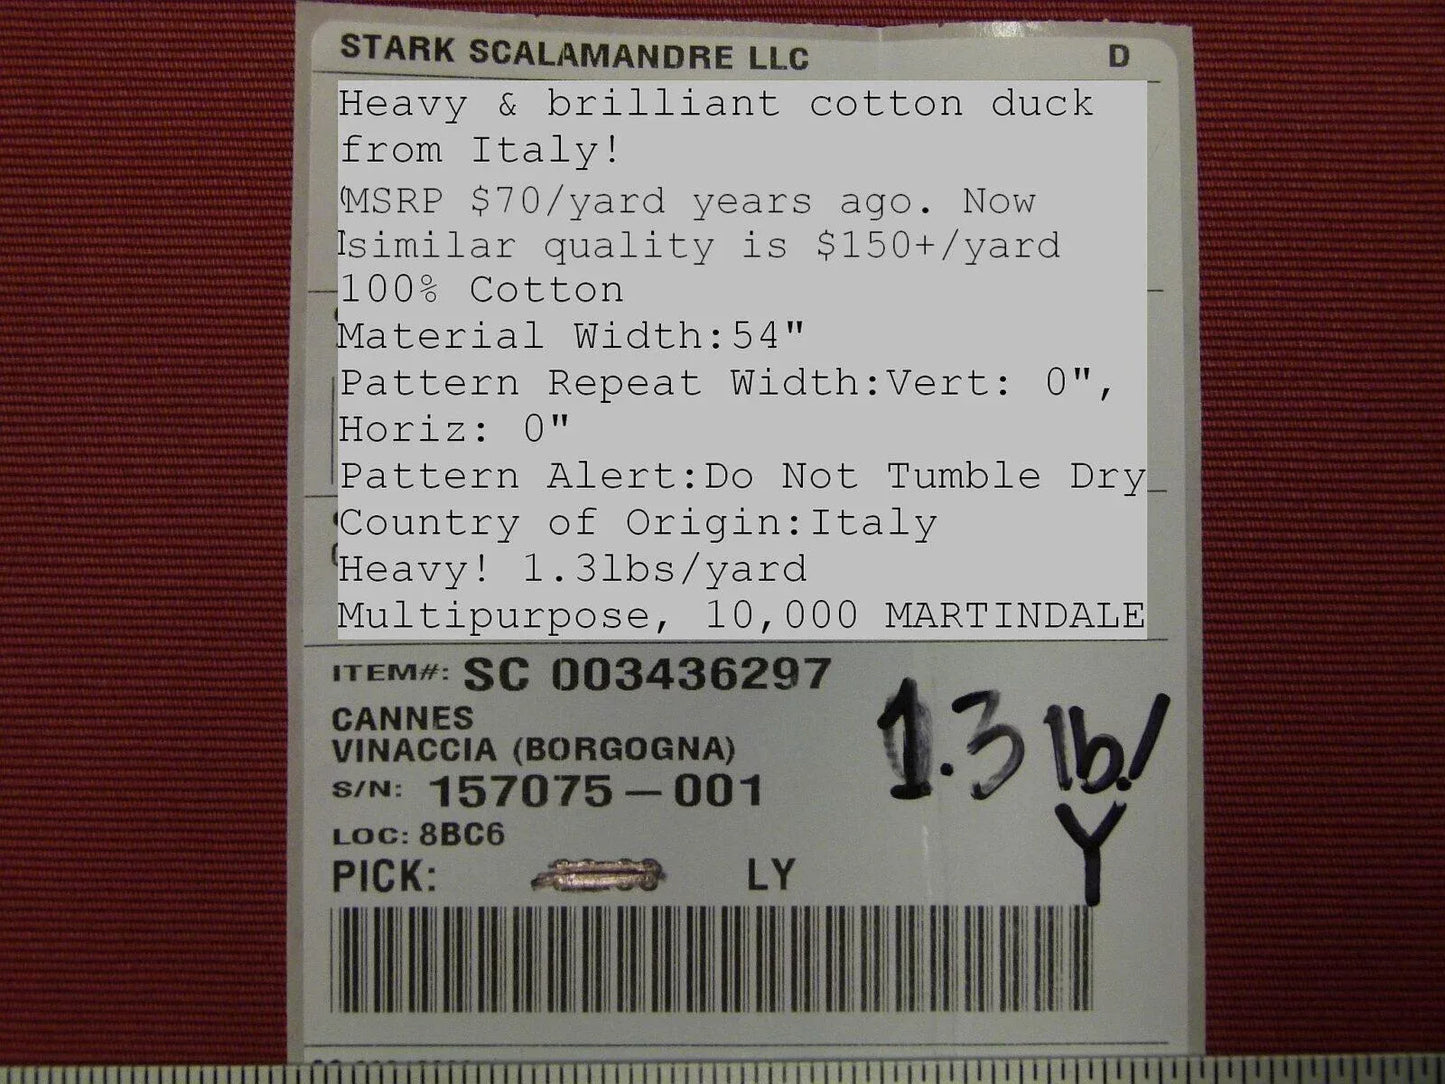 STARK SCALAMANDRE LLC D
Heavy & brilliant cotton duck
from Italy!
MSRP $70/yard years ago. Now
similar quality is $150+/yard
100% Cotton
Material Width:54"
Pattern Repeat Width:Vert: 0",
Horiz: 0"
Pattern Alert:Do Not Tumble Dry
Country of Origin:Italy
Heavy! 1.3lbs/yard
Multipurpose, 10,000 MARTINDALE
ITEM#: SC 003436297
CANNES
VINACCIA (BORGOGNA)
S/N: 157075-001
LOC: 8BC6
PICK: LY
1.3 lb./
Y